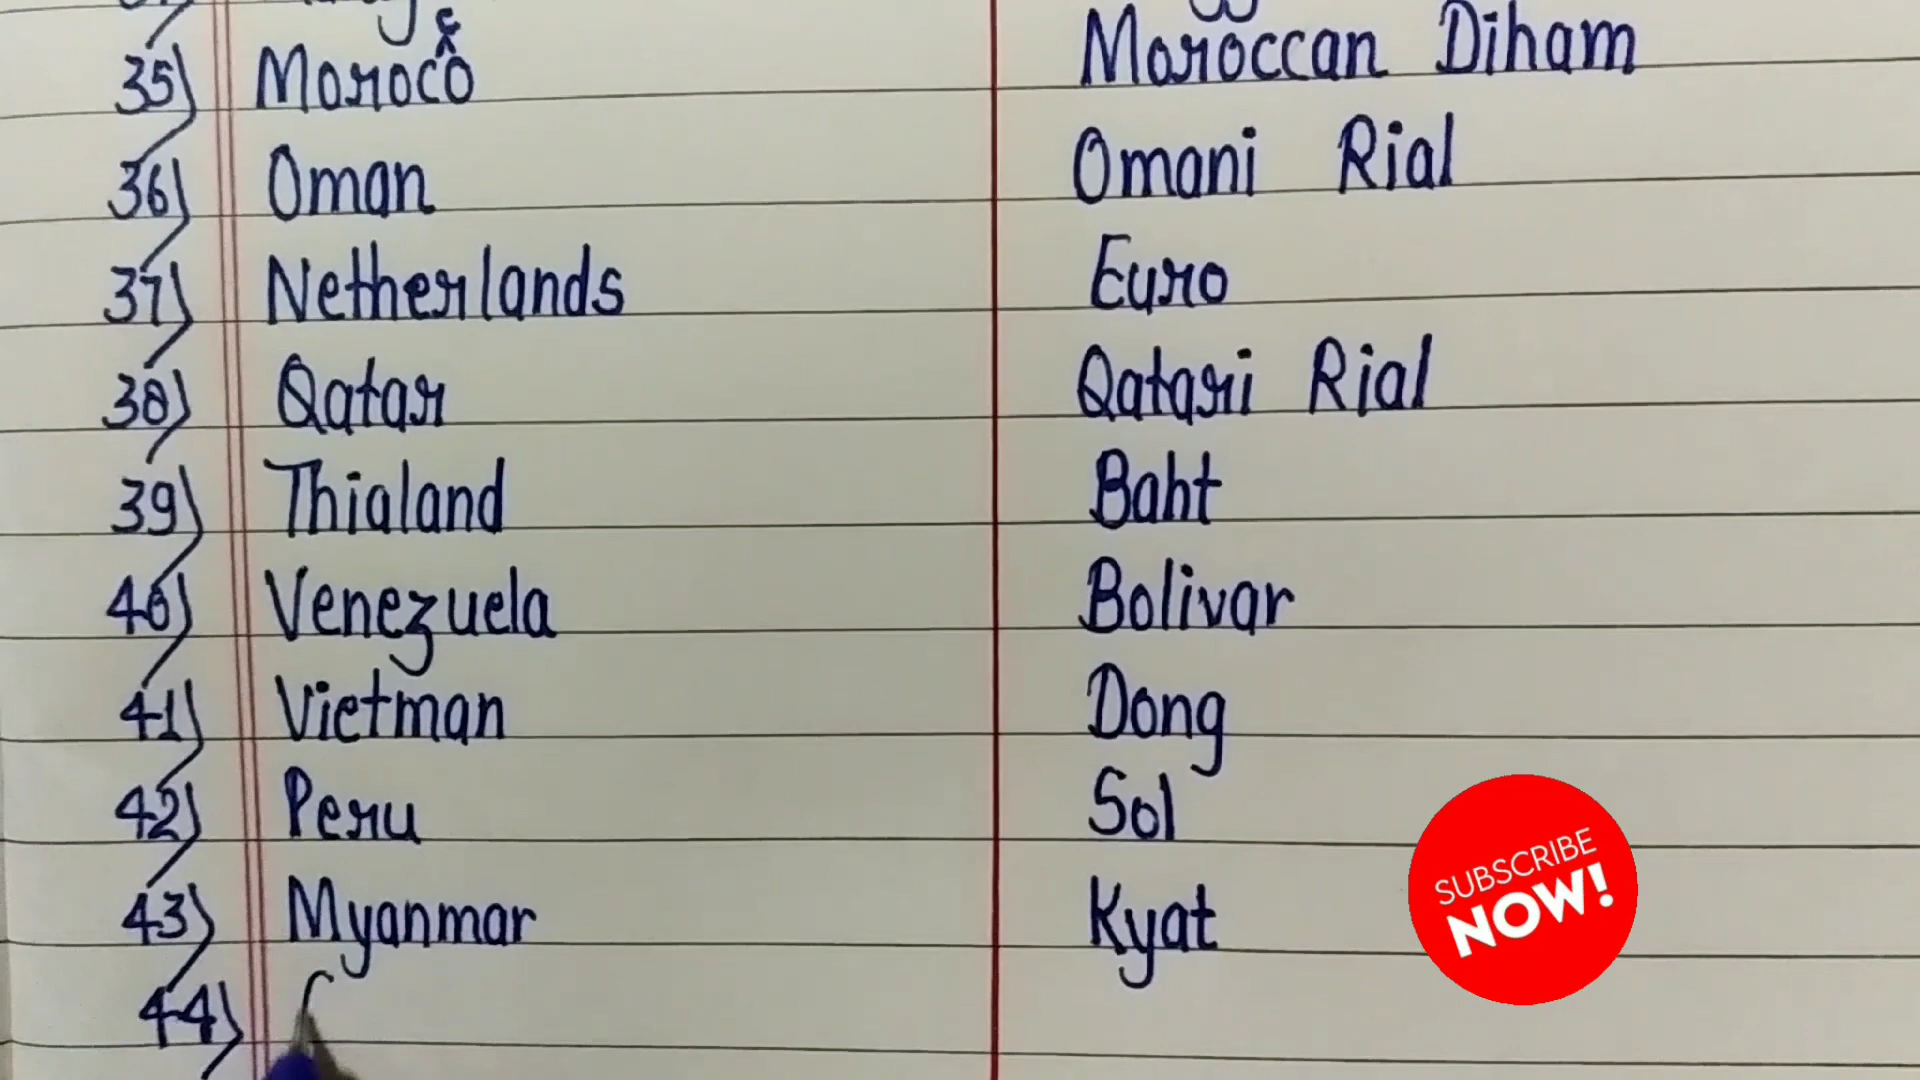 35) Morocco Moroccan Diham
36) Oman Omani Rial
37) Netherlands Euro
38) Qatar Qatari Rial
39) Thialand Baht
40) Venezuela Bolivar
41) Vietman Dong
42) Peru Sol
43) Myanmar Kyat
SUBSCRIBE
NOW!
44)